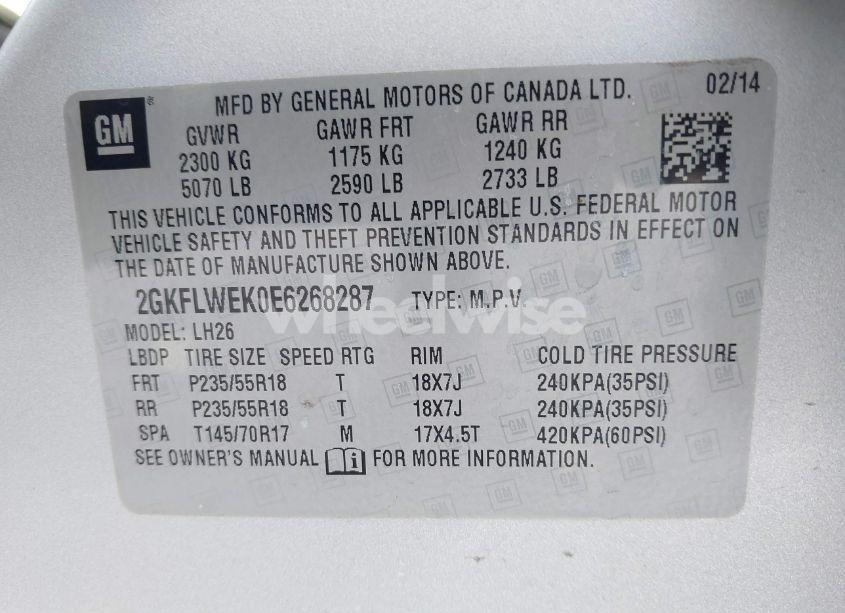 GM
MFD BY GENERAL MOTORS OF CANADA LTD. 02/14
GVWR GAWR FRT GAWR RR
2300 KG 1175 KG 1240 KG
5070 LB 2590 LB 2733 LB
THIS VEHICLE CONFORMS TO ALL APPLICABLE U.S. FEDERAL MOTOR
VEHICLE SAFETY AND THEFT PREVENTION STANDARDS IN EFFECT ON
THE DATE OF MANUFACTURE SHOWN ABOVE.
2GKFLWEK0E6268287 TYPE: M.P.V.
wheelwise
MODEL: LH26
LBDP TIRE SIZE SPEED RTG RIM COLD TIRE PRESSURE
FRT P235/55R18 T 18X7J 240KPA(35PSI)
RR P235/55R18 T 18X7J 240KPA(35PSI)
SPA T145/70R17 M 17X4.5T 420KPA(60PSI)
SEE OWNER'S MANUAL i FOR MORE INFORMATION.